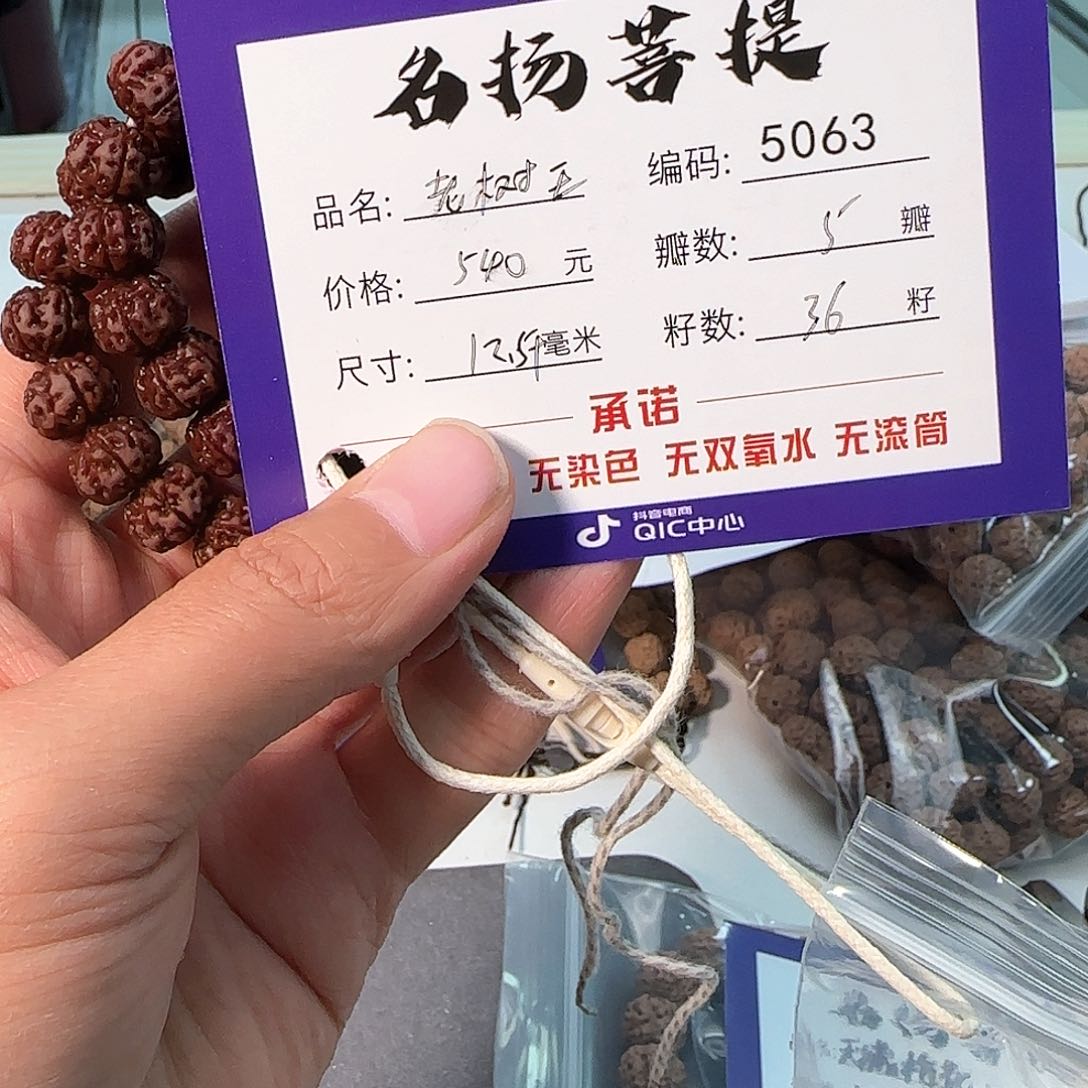 名扬菩提
品名: 老树王 编码: 5063
价格: 540 元 瓣数: 5 瓣
尺寸: 12.5毫米 籽数: 36 籽
承诺
无染色 无双氧水 无滚筒
抖音电商
QIC中心